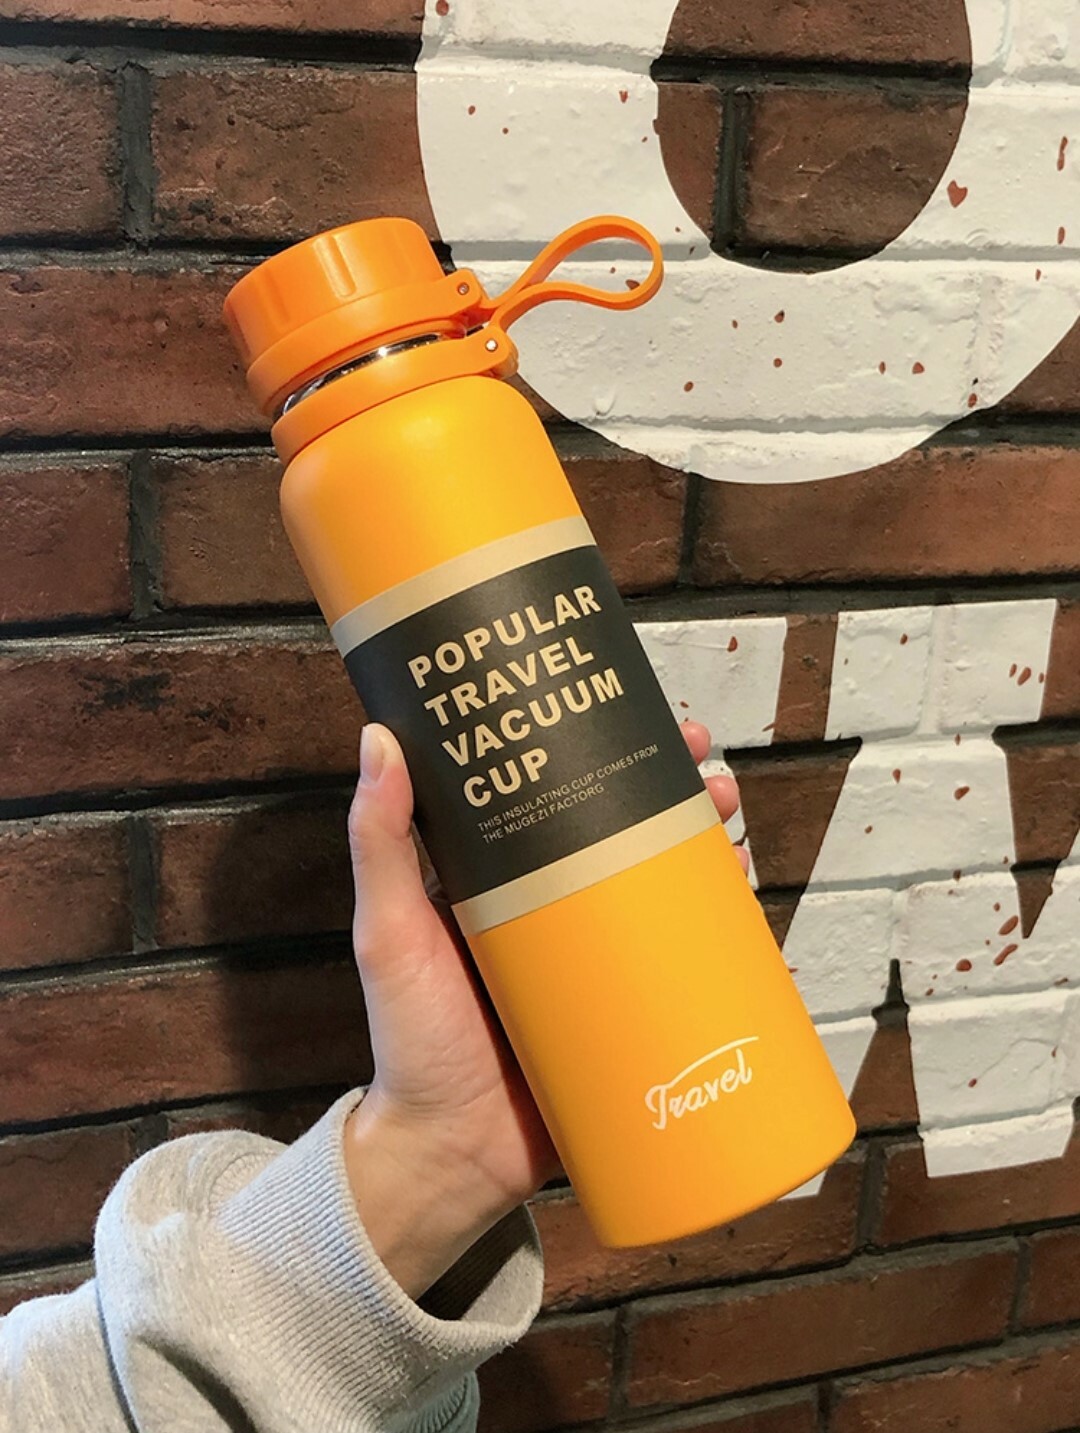 POPULAR
TRAVEL
VACUUM
CUP
THIS INSULATING CUP COMES FROM
THE MUGEZI FACTORG
Travel